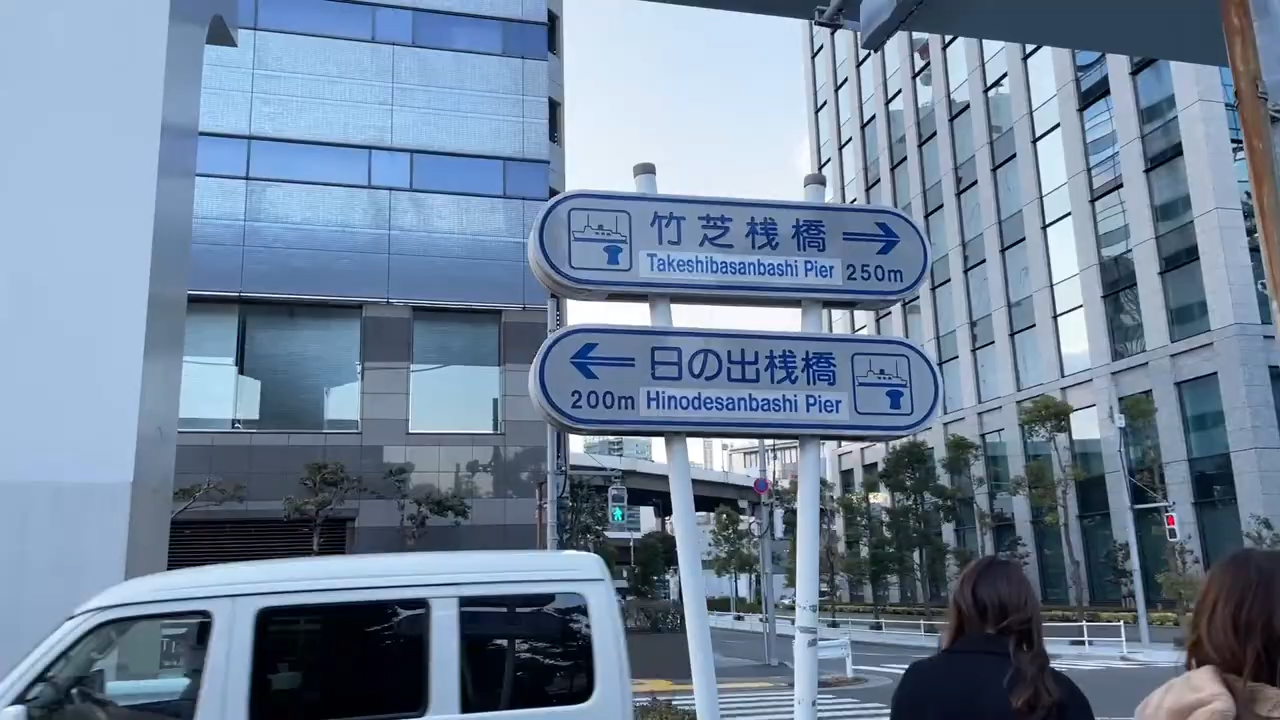 竹芝桟橋
Takeshibasanbashi Pier 250m
日の出桟橋
200m Hinodesanbashi Pier